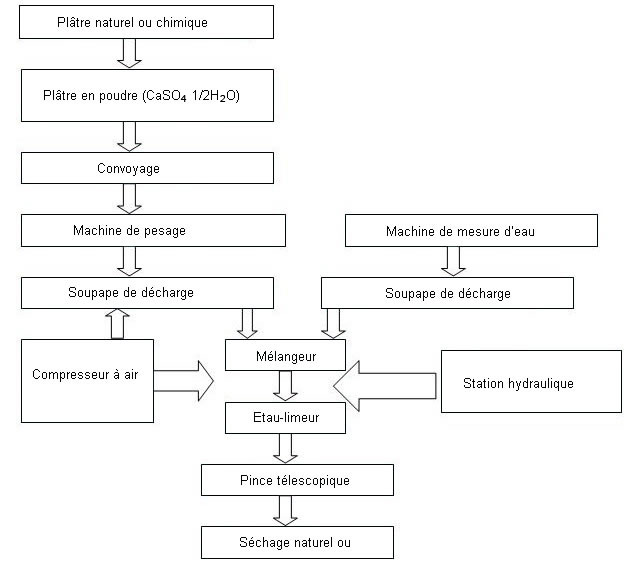 Plâtre naturel ou chimique
Plâtre en poudre (CaSO₄ 1/2H₂O)
Convoyage
Machine de pesage
Machine de mesure d'eau
Soupape de décharge
Soupape de décharge
Mélangeur
Compresseur à air
Station hydraulique
Etau-limeur
Pince télescopique
Séchage naturel ou